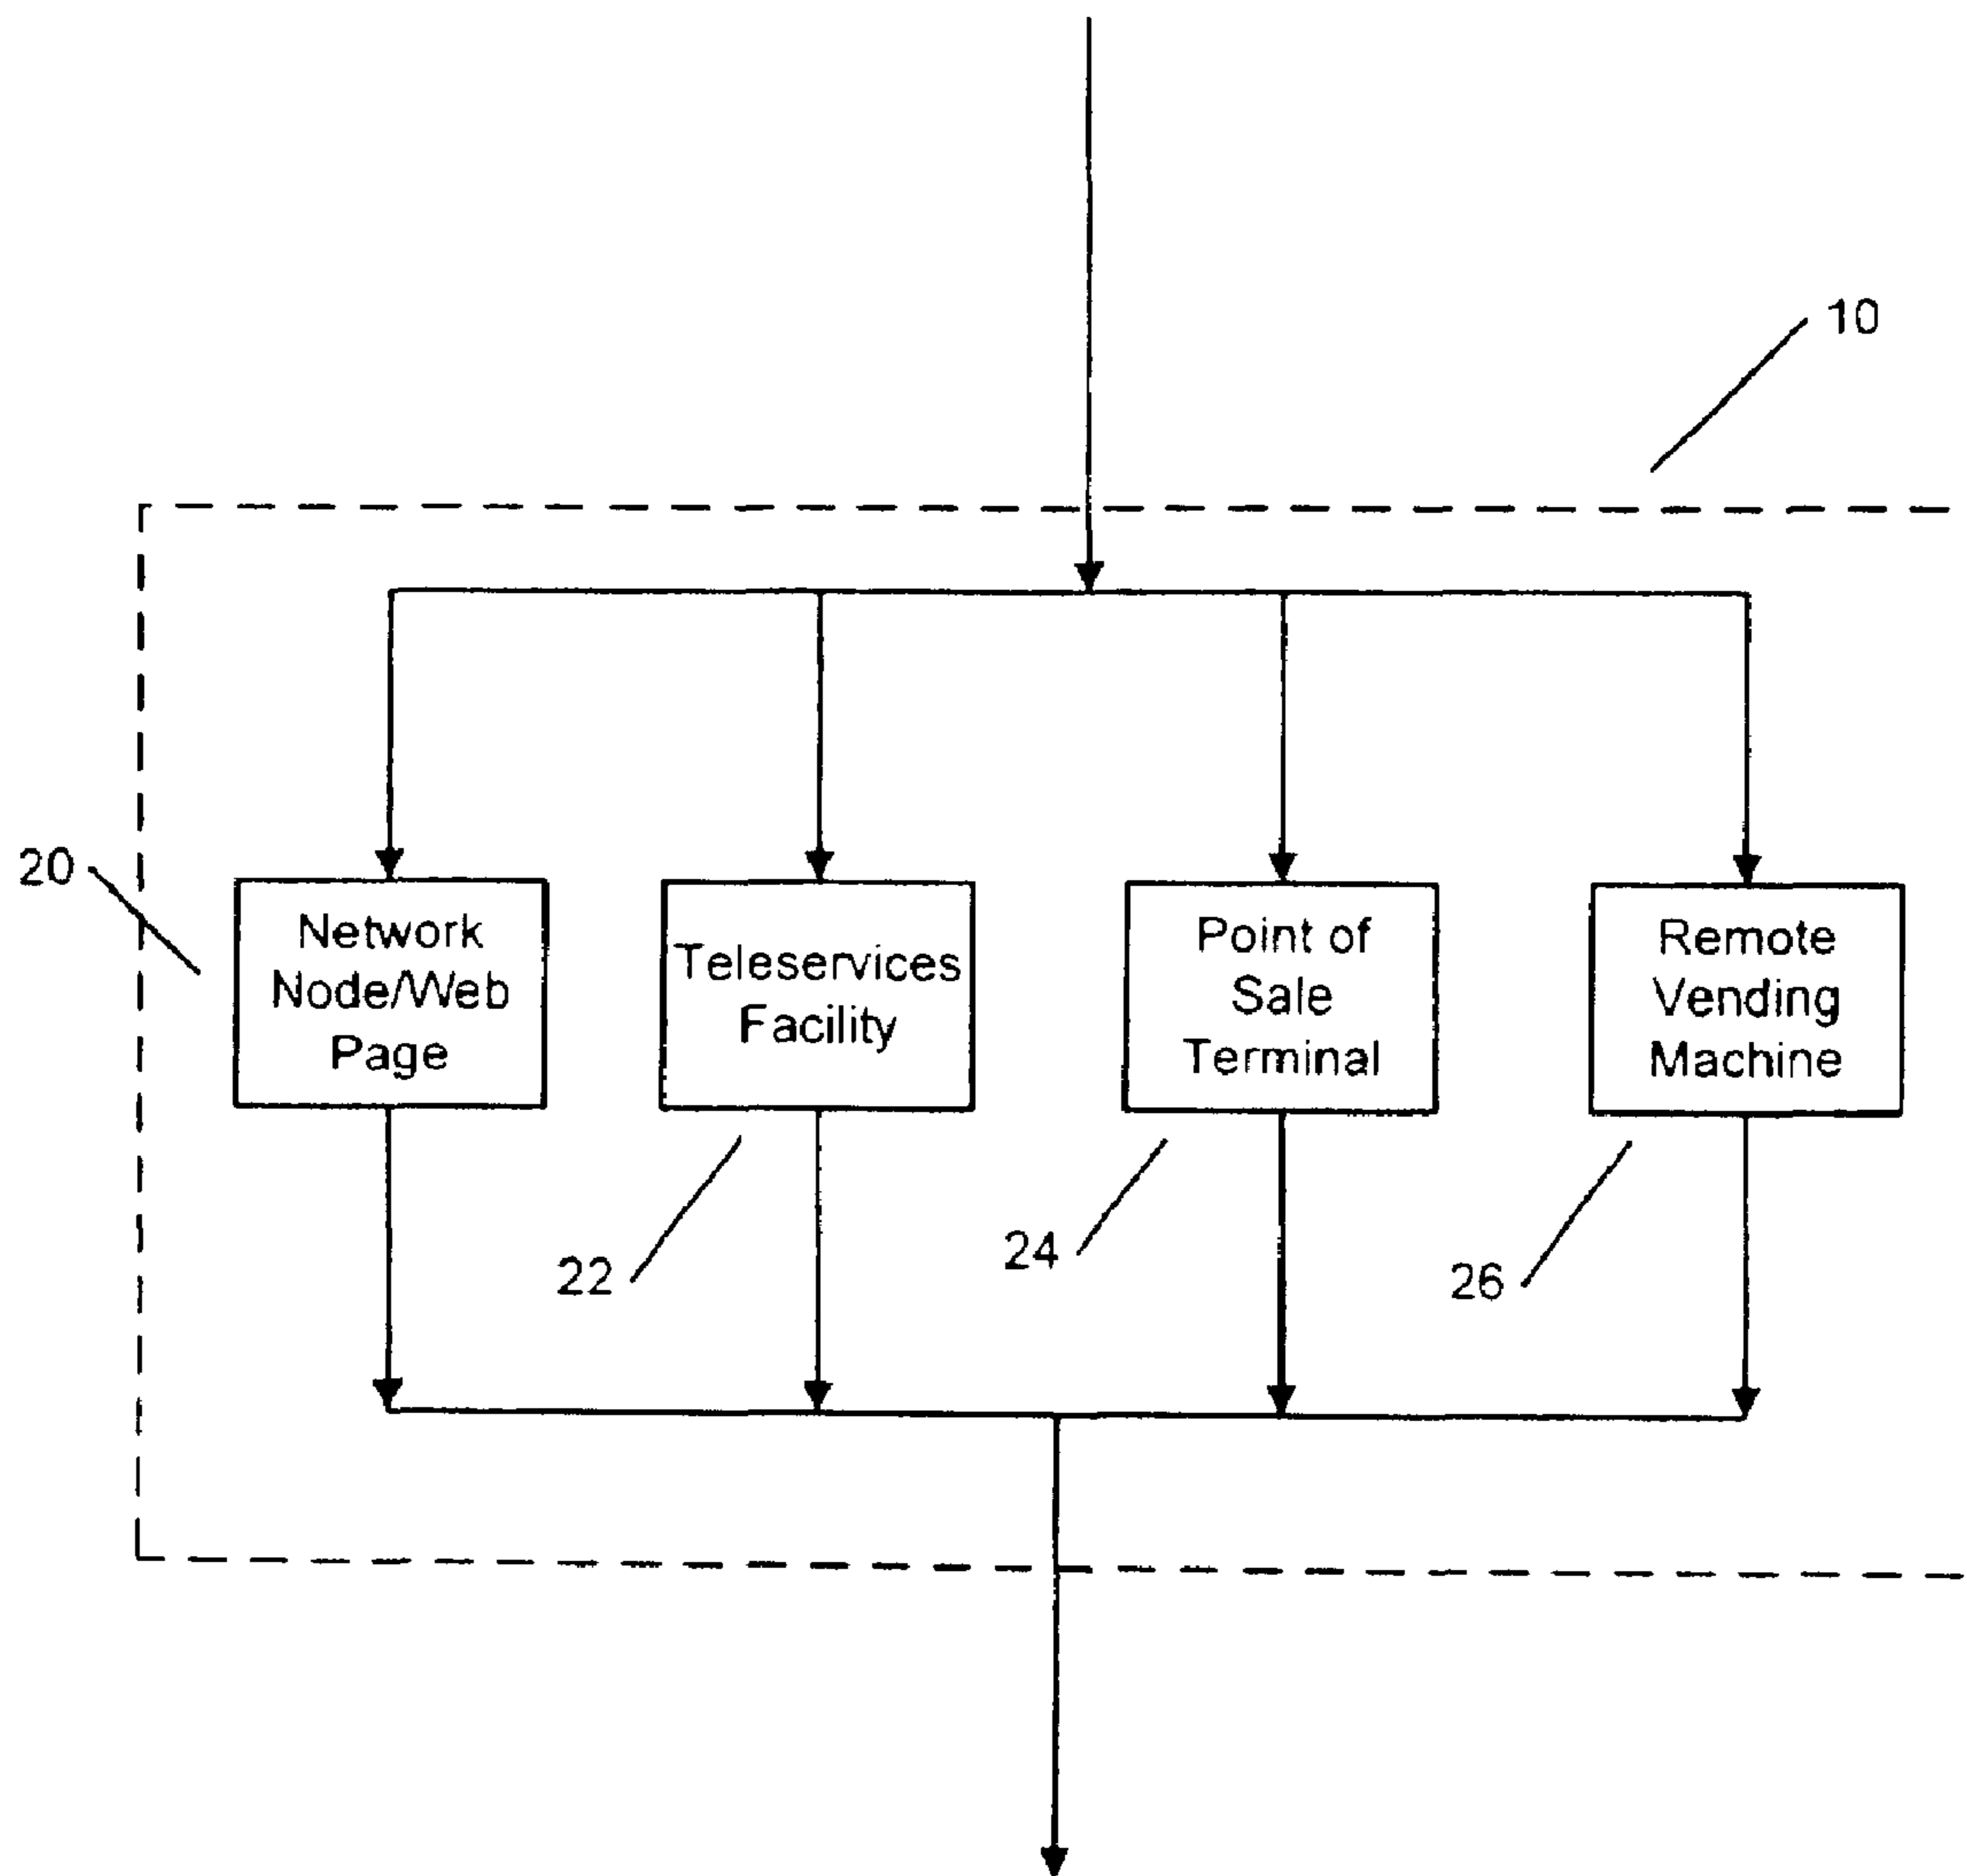 10
20
Network
Node/Web
Page
Teleservices
Facility
Point of
Sale
Terminal
Remote
Vending
Machine
22
24
26